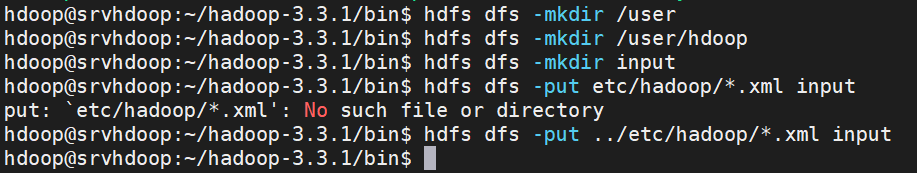 hdoop@srvhdoop:~/hadoop-3.3.1/bin$ hdfs dfs -mkdir /user
hdoop@srvhdoop:~/hadoop-3.3.1/bin$ hdfs dfs -mkdir /user/hdoop
hdoop@srvhdoop:~/hadoop-3.3.1/bin$ hdfs dfs -mkdir input
hdoop@srvhdoop:~/hadoop-3.3.1/bin$ hdfs dfs -put etc/hadoop/*.xml input
put: `etc/hadoop/*.xml': No such file or directory
hdoop@srvhdoop:~/hadoop-3.3.1/bin$ hdfs dfs -put ../etc/hadoop/*.xml input
hdoop@srvhdoop:~/hadoop-3.3.1/bin$